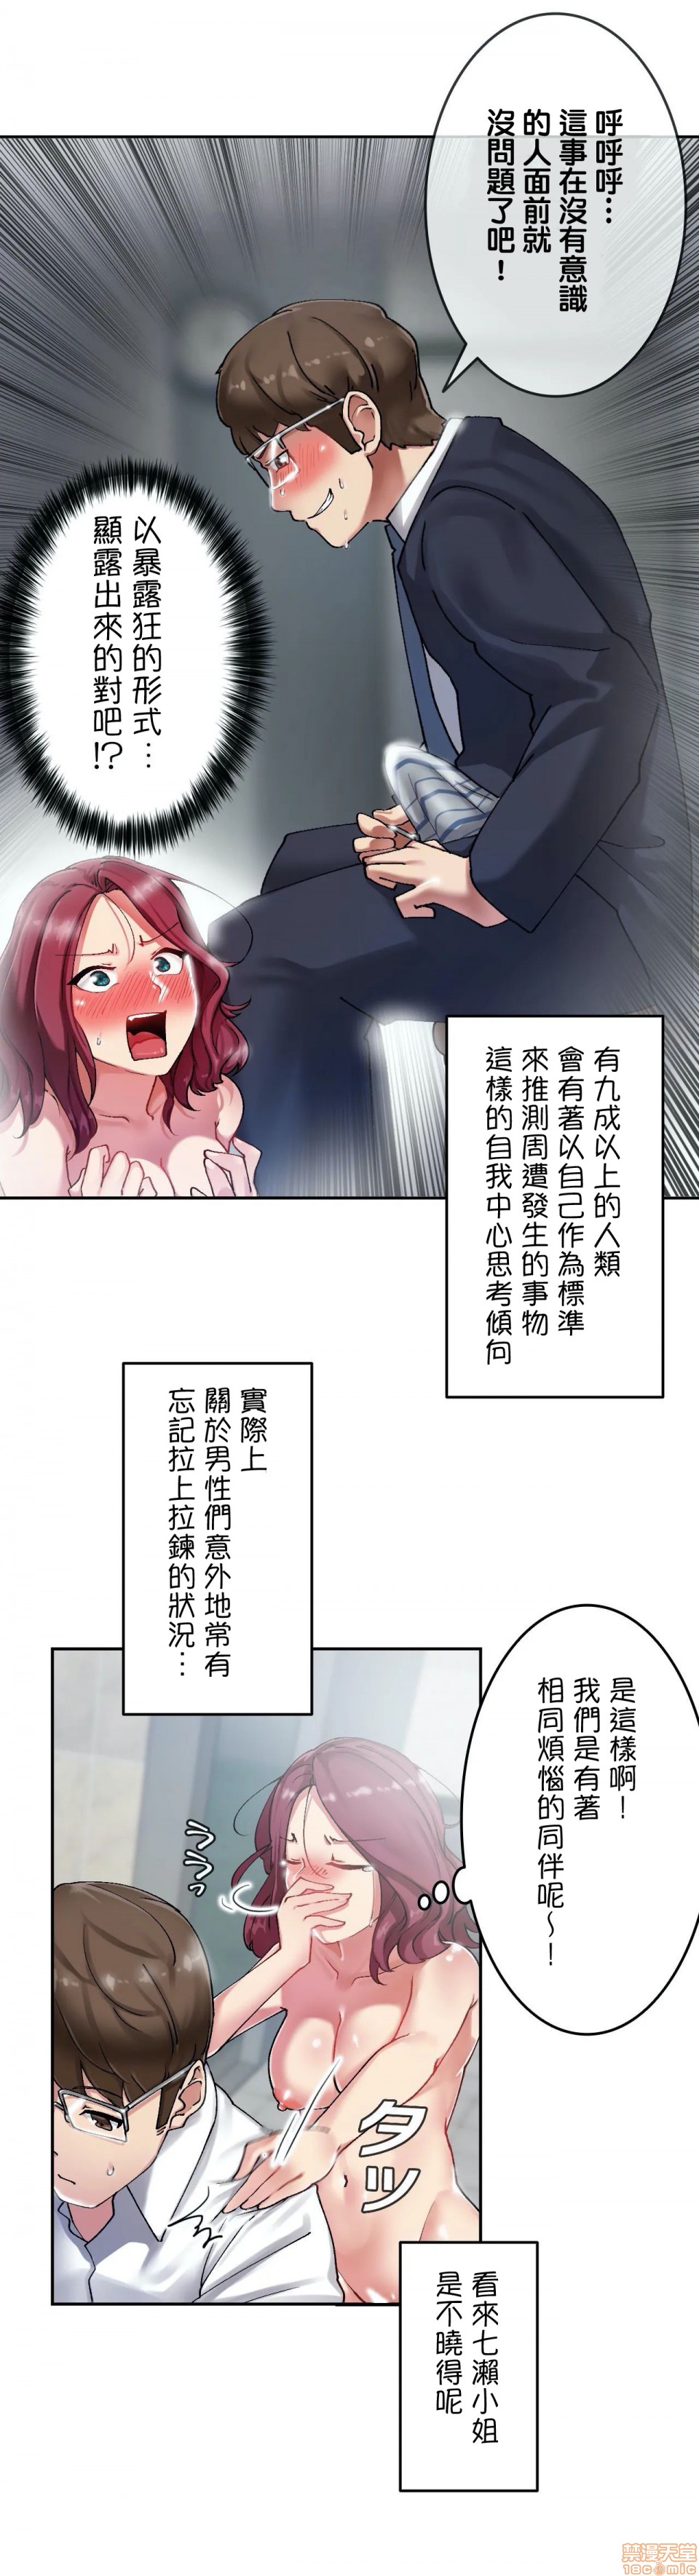 呼呼呼…
這事在沒有意識
的人面前就
沒問題了吧！
以暴露狂的形式…
顯露出來的對吧!?
有九成以上的人類
會有著以自己作為標準
來推測周遭發生的事物
這樣的自我中心思考傾向
實際上
關於男性們意外地常有
忘記拉上拉鍊的狀況…
是這樣啊！
我們是有著
相同煩惱的同伴呢～！
ううっ
タッ
看來七瀨小姐
是不曉得呢
禁漫天堂
18comic